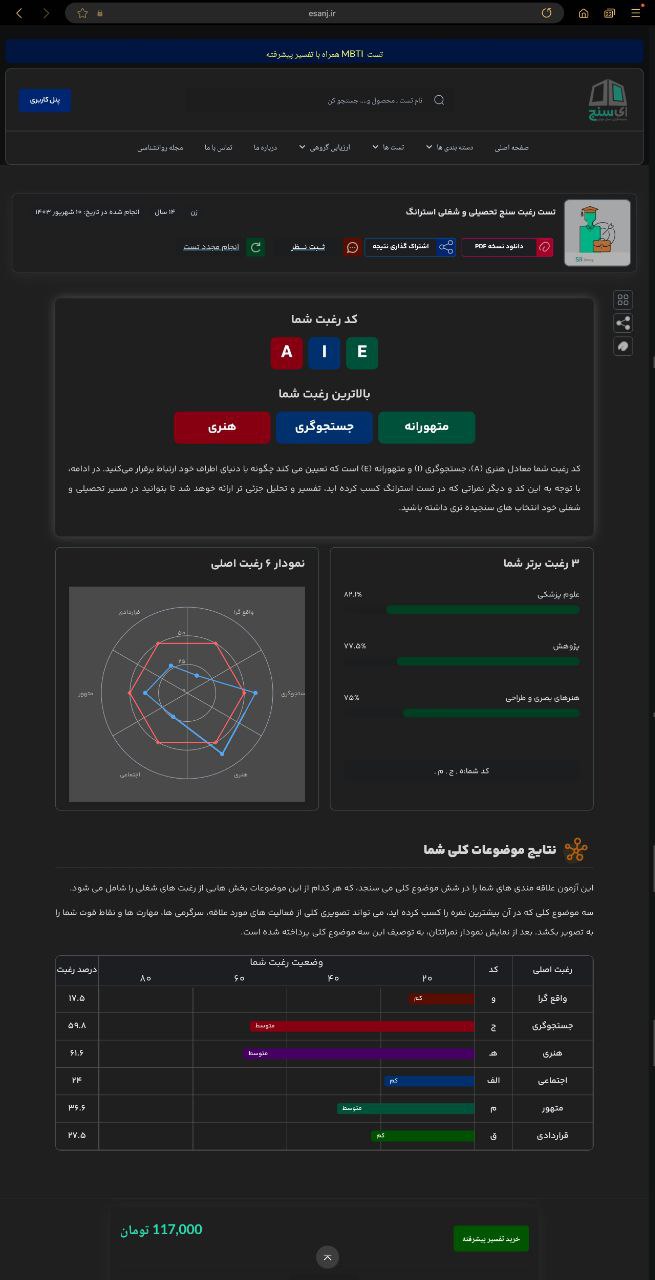 esanj.ir
تست MBTI همراه با تفسیر پیشرفته
ای‌سنج
نام تست ، محصول و... جستجو کن
پنل کاربری
صفحه اصلی
دسته بندی ها
تست ها
ارزیابی گروهی
درباره ما
تماس با ما
مجله روانشناسی
تست رغبت سنج تحصیلی و شغلی استرانگ
زن
۱۴ سال
انجام شده در تاریخ: ۱۰ شهریور ۱۴۰۳
دانلود نسخه PDF
اشتراک گذاری نتیجه
ثبت نظر
انجام مجدد تست
کد رغبت شما
A I E
بالاترین رغبت شما
متهورانه
جستجوگری
هنری
کد رغبت شما معادل هنری (A)، جستجوگری (I) و متهورانه (E) است که تعیین می کند چگونه با دنیای اطراف خود ارتباط برقرار می‌کنید. در ادامه،
با توجه به این کد و دیگر نمراتی که در تست استرانگ کسب کرده اید، تفسیر و تحلیل جزئی تر ارائه خواهد شد تا بتوانید در مسیر تحصیلی و
شغلی خود انتخاب های سنجیده تری داشته باشید.
۳ رغبت برتر شما
علوم پزشکی
۸۲.۱%
پژوهش
۷۷.۵%
هنرهای بصری و طراحی
۷۵%
کد شما:ه . ج . م .
نمودار ۶ رغبت اصلی
قراردادی
واقع گرا
۵۰
۲۵
۰
متهور
جستجوگری
اجتماعی
هنری
نتایج موضوعات کلی شما
این آزمون علاقه مندی های شما را در شش موضوع کلی می سنجد، که هر کدام از این موضوعات بخش هایی از رغبت های شغلی را شامل می شود.
سه موضوع کلی که در آن بیشترین نمره را کسب کرده اید، می تواند تصویری کلی از فعالیت های مورد علاقه، سرگرمی ها، مهارت ها و نقاط قوت شما را
به تصویر بکشد. بعد از نمایش نمودار نمراتتان، به توصیف این سه موضوع کلی پرداخته شده است.
رغبت اصلی
کد
وضعیت رغبت شما
درصد رغبت
۲۰ ۴۰ ۶۰ ۸۰
واقع گرا و کم ۱۷.۵
جستجوگری ج متوسط ۵۹.۸
هنری هـ متوسط ۶۱.۶
اجتماعی الف کم ۲۴
متهور م متوسط ۳۶.۶
قراردادی ق کم ۲۷.۵
خرید تفسیر پیشرفته
117,000 تومان